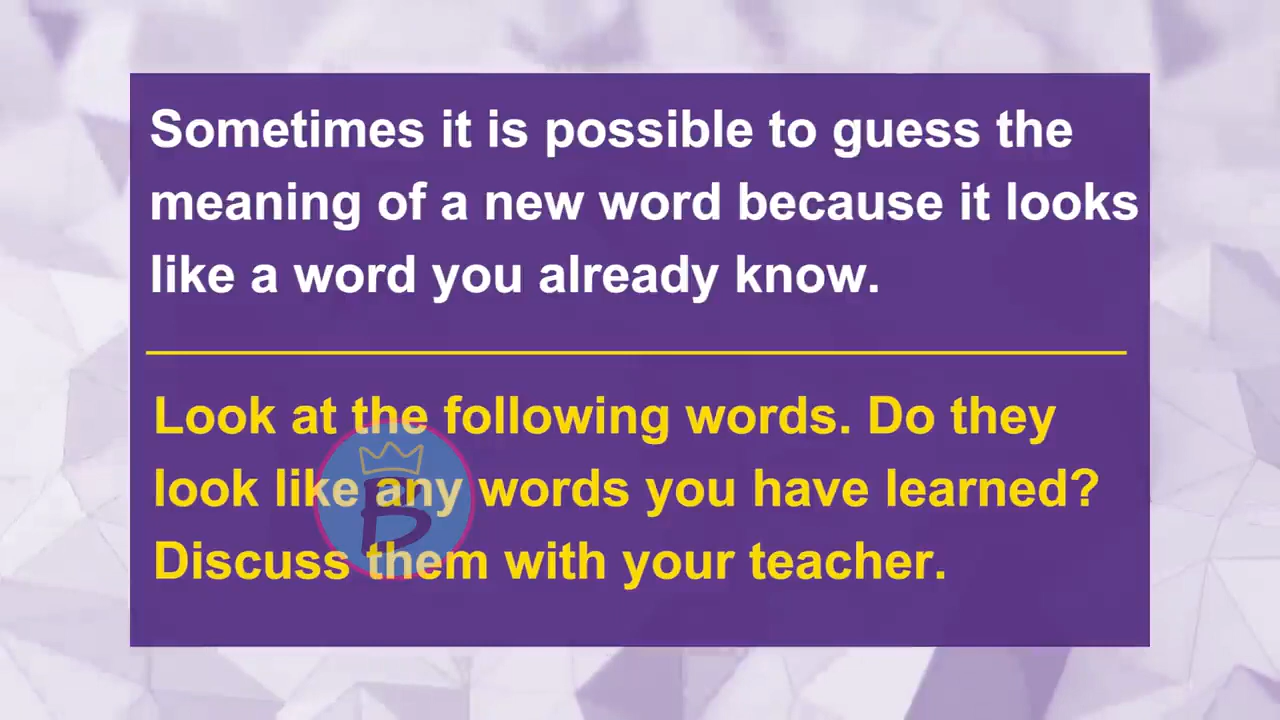 Sometimes it is possible to guess the
meaning of a new word because it looks
like a word you already know.
Look at the following words. Do they
look like any words you have learned?
Discuss them with your teacher.
B